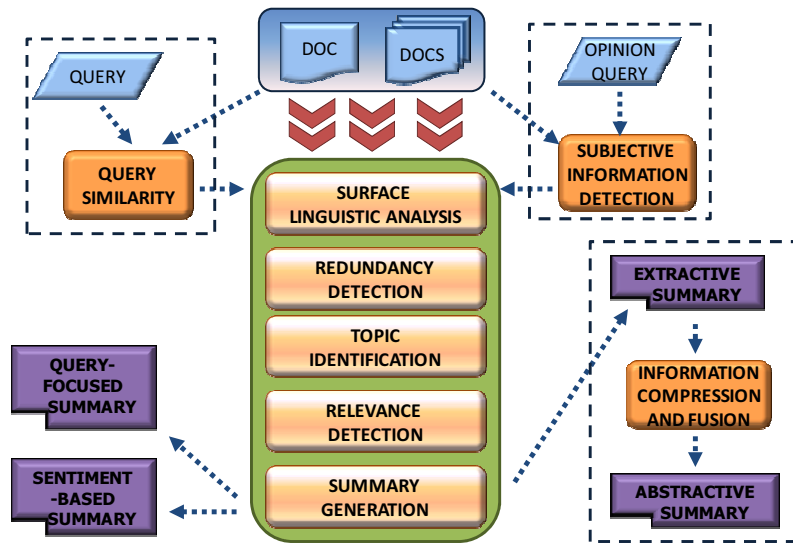 DOC
DOCS
QUERY
OPINION
QUERY
QUERY
SIMILARITY
SUBJECTIVE
INFORMATION
DETECTION
SURFACE
LINGUISTIC ANALYSIS
REDUNDANCY
DETECTION
TOPIC
IDENTIFICATION
RELEVANCE
DETECTION
SUMMARY
GENERATION
QUERY-
FOCUSED
SUMMARY
SENTIMENT
-BASED
SUMMARY
EXTRACTIVE
SUMMARY
INFORMATION
COMPRESSION
AND FUSION
ABSTRACTIVE
SUMMARY